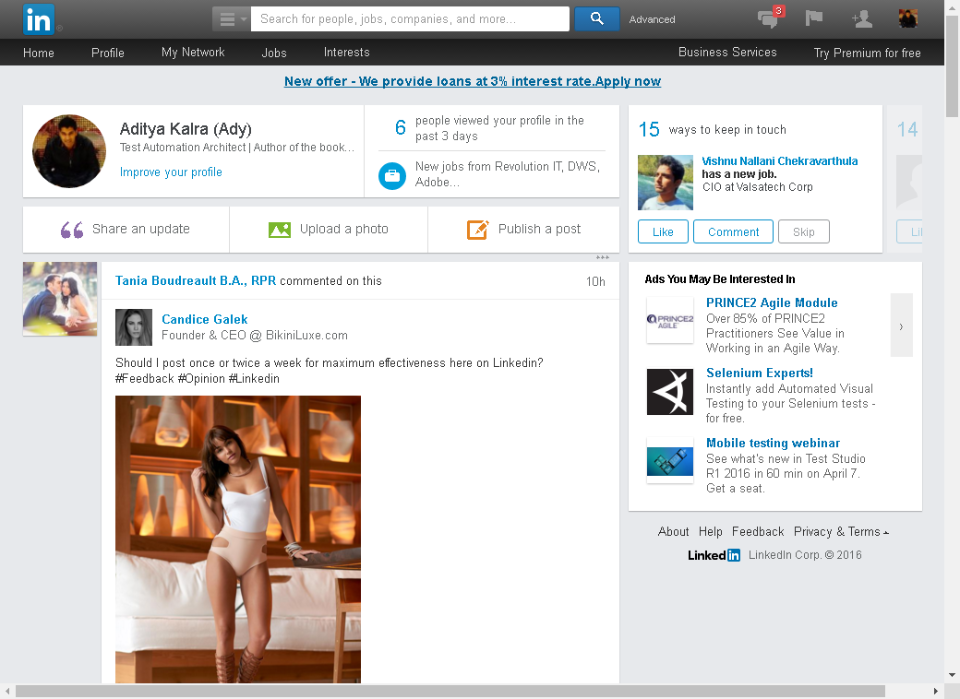 in
Search for people, jobs, companies, and more...
Advanced
3
Home Profile My Network Jobs Interests Business Services Try Premium for free
New offer - We provide loans at 3% interest rate.Apply now
Aditya Kalra (Ady)
Test Automation Architect | Author of the book...
Improve your profile
6 people viewed your profile in the
past 3 days
New jobs from Revolution IT, DWS,
Adobe...
15 ways to keep in touch
Vishnu Nallani Chekravarthula
has a new job.
CIO at Valsatech Corp
Like Comment Skip
14
Li
Share an update Upload a photo Publish a post
Tania Boudreault B.A., RPR commented on this 10h
Candice Galek
Founder & CEO @ BikiniLuxe.com
Should I post once or twice a week for maximum effectiveness here on Linkedin?
#Feedback #Opinion #Linkedin
Ads You May Be Interested In
PRINCE2
AGILE
PRINCE2 Agile Module
Over 85% of PRINCE2
Practitioners See Value in
Working in an Agile Way.
Selenium Experts!
Instantly add Automated Visual
Testing to your Selenium tests -
for free.
Mobile testing webinar
See what's new in Test Studio
R1 2016 in 60 min on April 7.
Get a seat.
About Help Feedback Privacy & Terms
Linked in LinkedIn Corp. © 2016